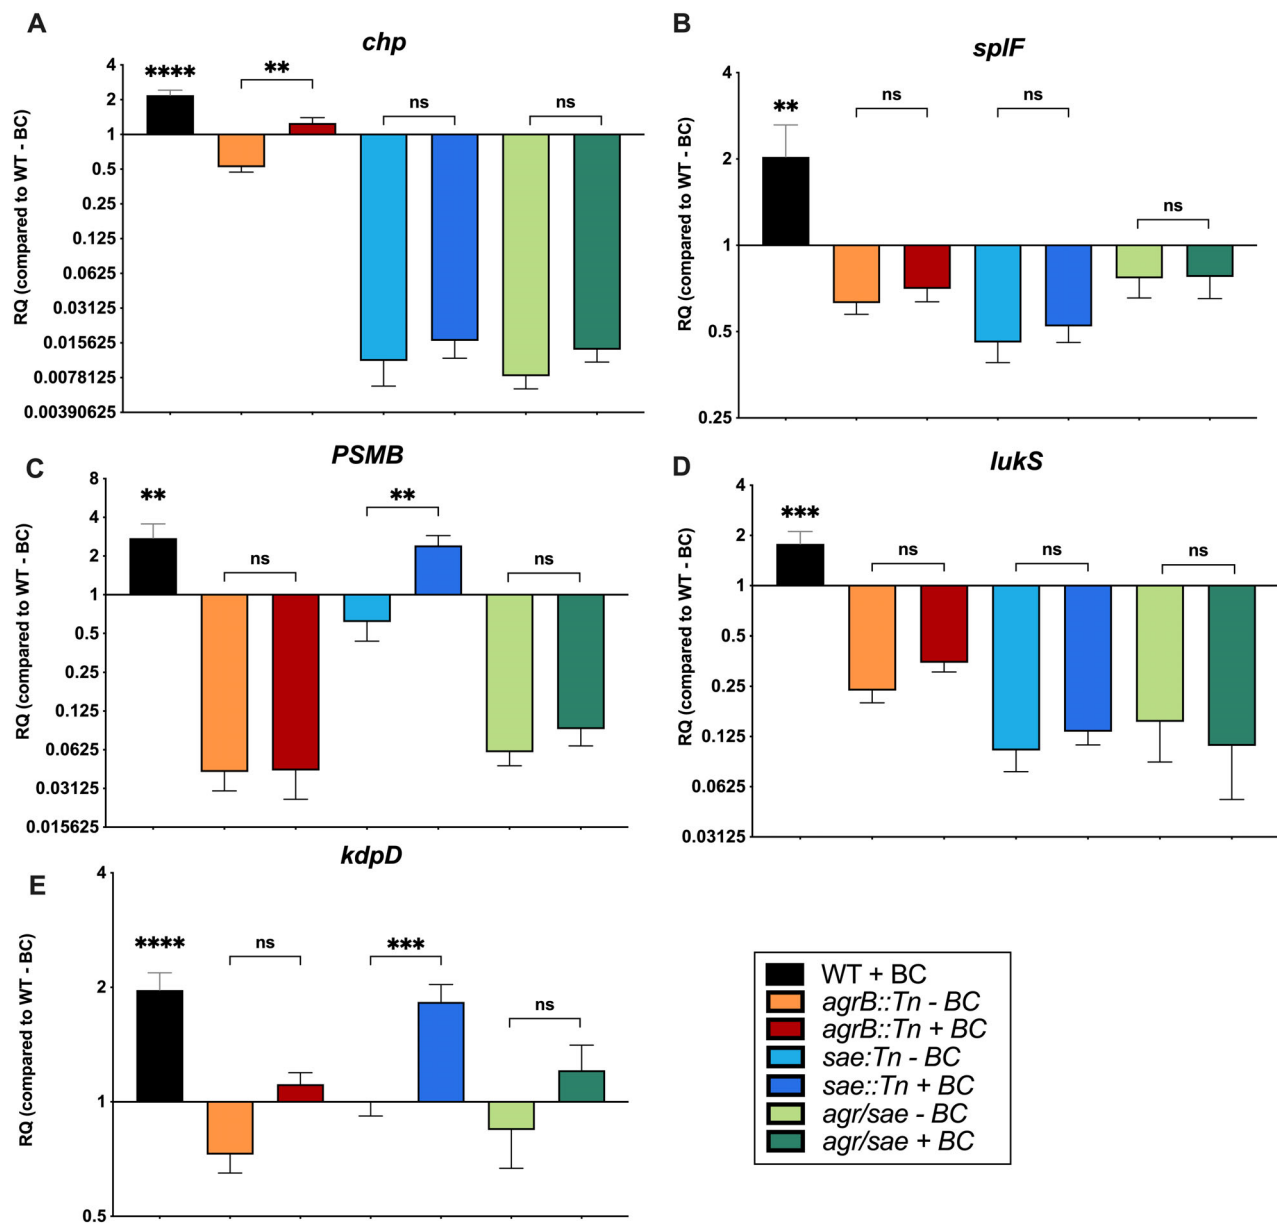 A
chp
RQ (compared to WT - BC)
4
2
1
0.5
0.25
0.125
0.0625
0.03125
0.015625
0.0078125
0.00390625
****
**
ns
ns
B
splF
RQ (compared to WT - BC)
4
2
1
0.5
0.25
**
ns
ns
ns
C
PSMB
RQ (compared to WT - BC)
8
4
2
1
0.5
0.25
0.125
0.0625
0.03125
0.015625
**
ns
**
ns
D
lukS
RQ (compared to WT - BC)
4
2
1
0.5
0.25
0.125
0.0625
0.03125
***
ns
ns
ns
E
kdpD
RQ (compared to WT - BC)
4
2
1
0.5
****
ns
***
ns
WT + BC
agrB::Tn - BC
agrB::Tn + BC
sae:Tn - BC
sae::Tn + BC
agr/sae - BC
agr/sae + BC